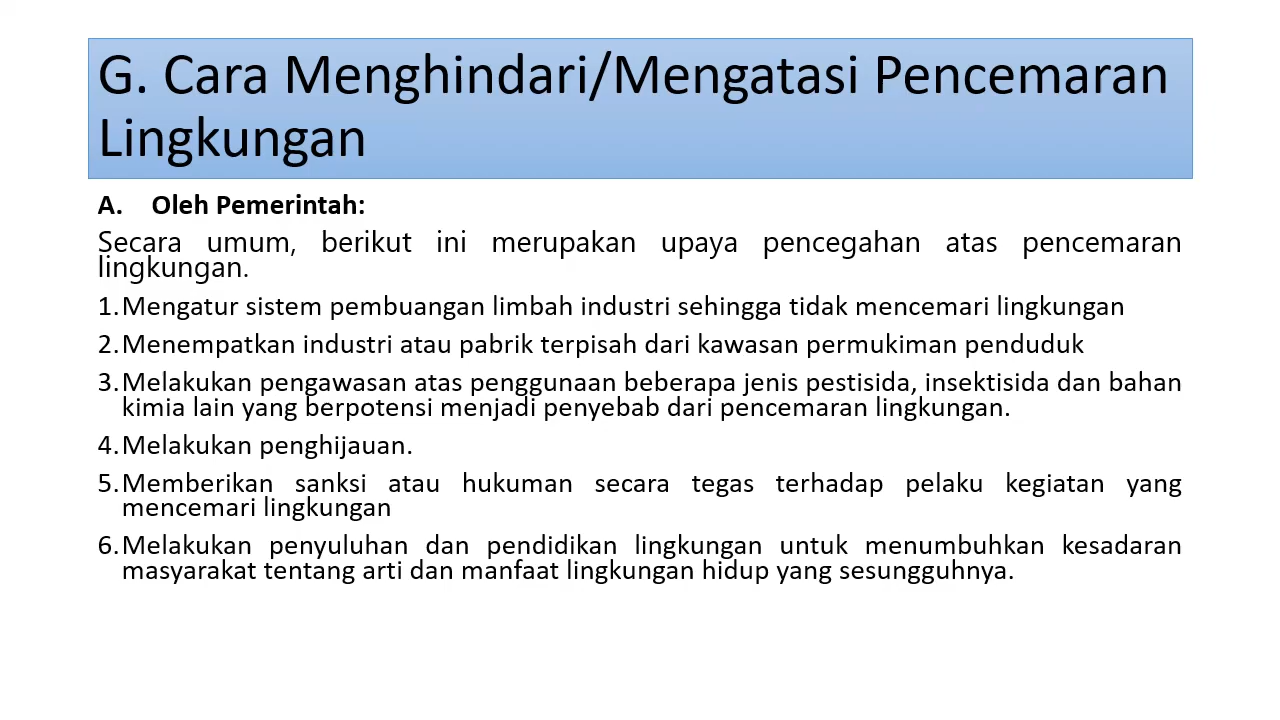 G. Cara Menghindari/Mengatasi Pencemaran
Lingkungan
A. Oleh Pemerintah:
Secara umum, berikut ini merupakan upaya pencegahan atas pencemaran
lingkungan.
1. Mengatur sistem pembuangan limbah industri sehingga tidak mencemari lingkungan
2. Menempatkan industri atau pabrik terpisah dari kawasan permukiman penduduk
3. Melakukan pengawasan atas penggunaan beberapa jenis pestisida, insektisida dan bahan
kimia lain yang berpotensi menjadi penyebab dari pencemaran lingkungan.
4. Melakukan penghijauan.
5. Memberikan sanksi atau hukuman secara tegas terhadap pelaku kegiatan yang
mencemari lingkungan
6. Melakukan penyuluhan dan pendidikan lingkungan untuk menumbuhkan kesadaran
masyarakat tentang arti dan manfaat lingkungan hidup yang sesungguhnya.